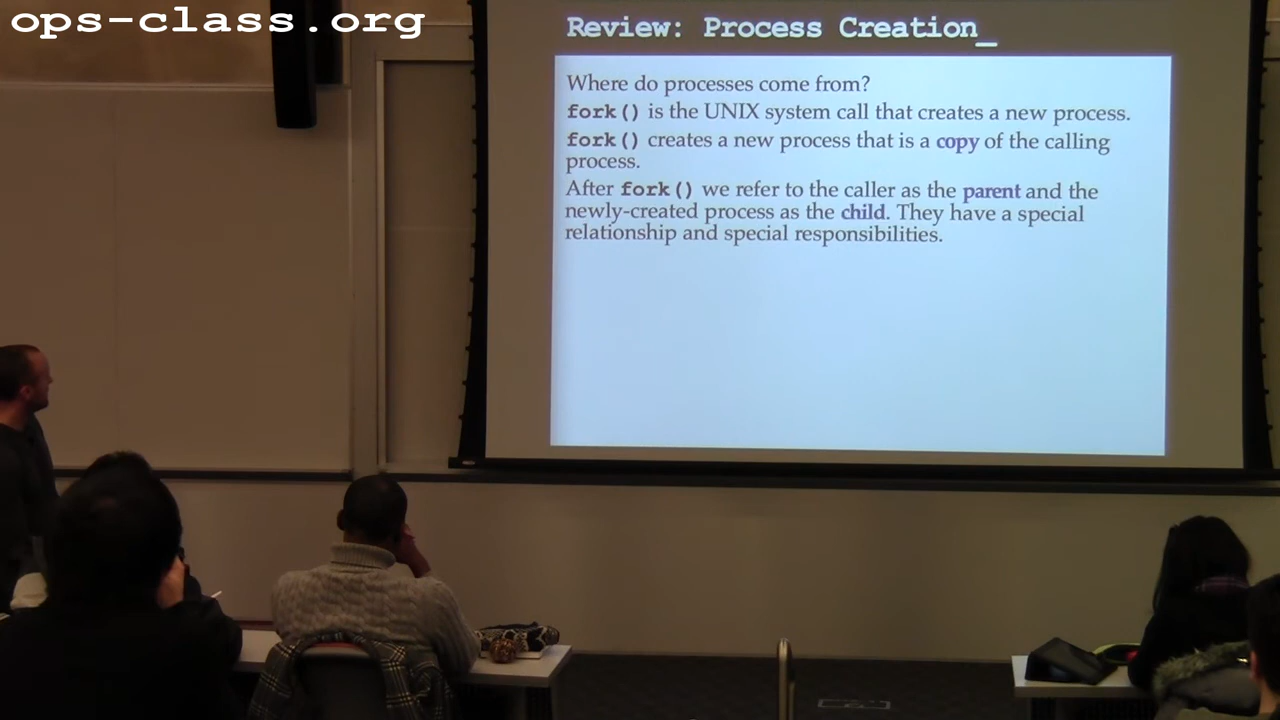 ops-class.org
Review: Process Creation_
Where do processes come from?
fork() is the UNIX system call that creates a new process.
fork() creates a new process that is a copy of the calling
process.
After fork() we refer to the caller as the parent and the
newly-created process as the child. They have a special
relationship and special responsibilities.